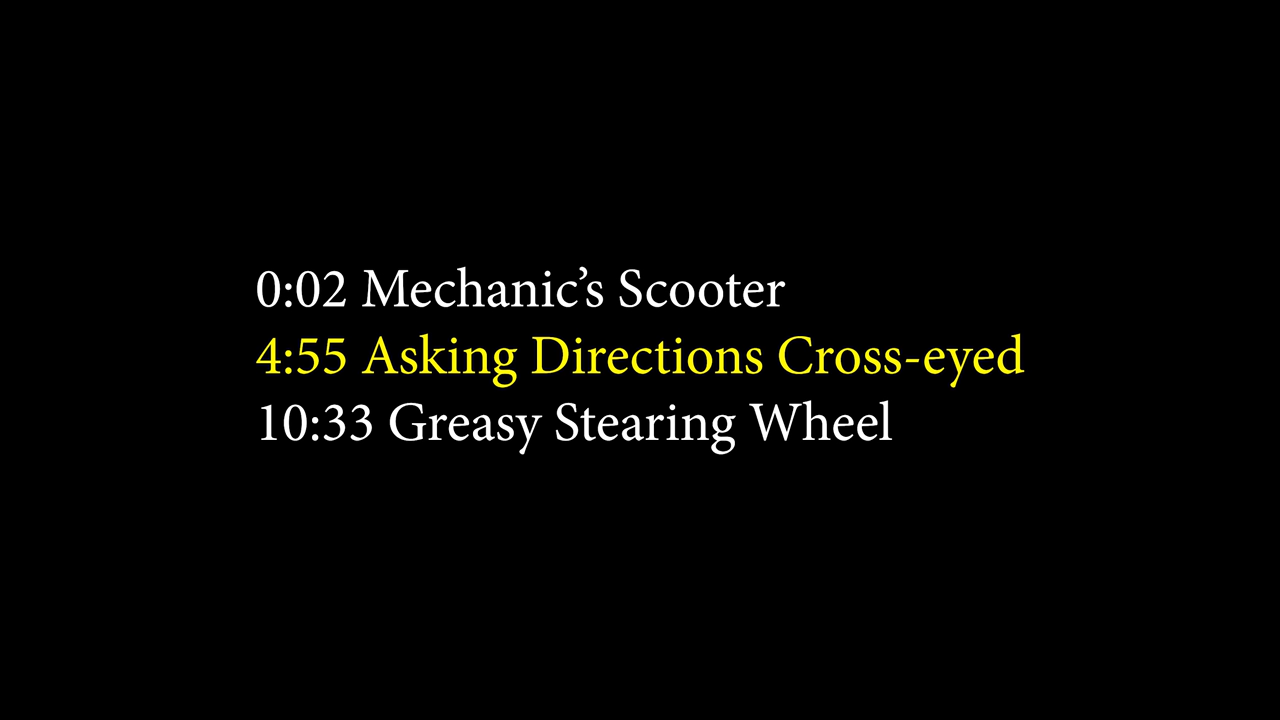 0:02 Mechanic’s Scooter
4:55 Asking Directions Cross-eyed
10:33 Greasy Stearing Wheel